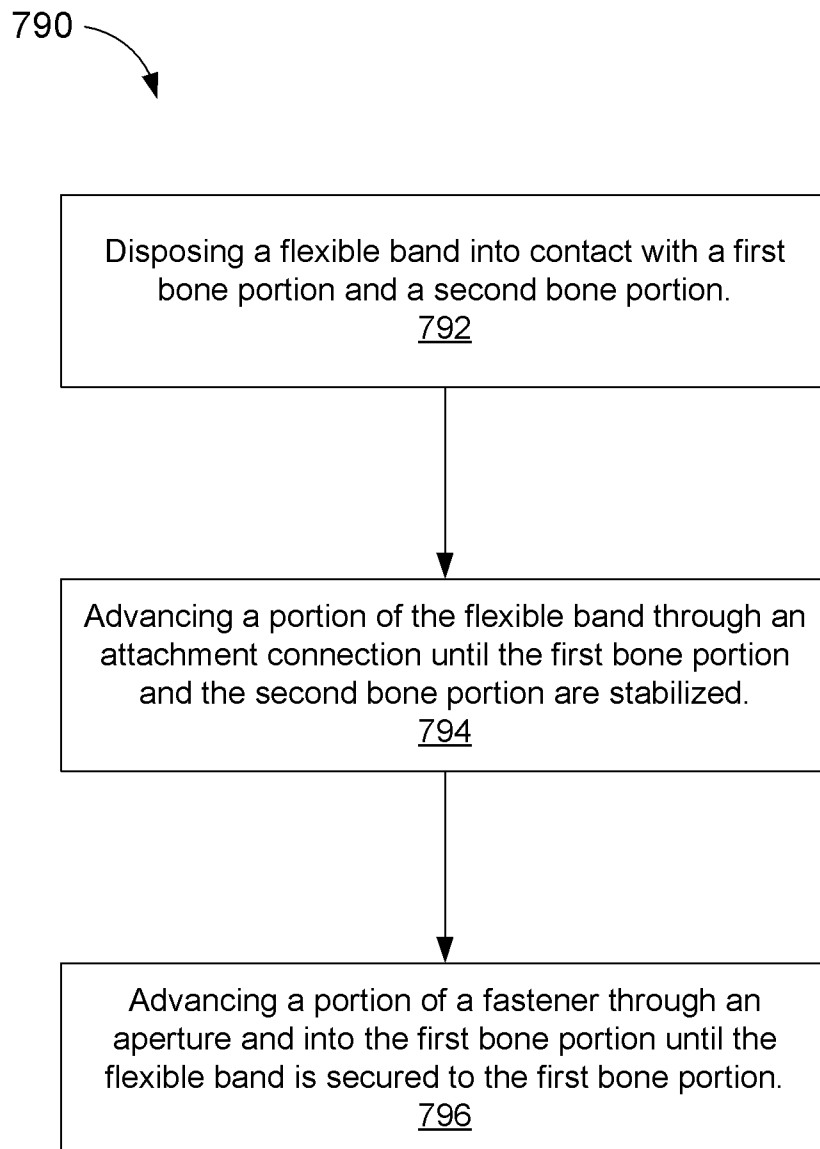 790
Disposing a flexible band into contact with a first
bone portion and a second bone portion.
792
Advancing a portion of the flexible band through an
attachment connection until the first bone portion
and the second bone portion are stabilized.
794
Advancing a portion of a fastener through an
aperture and into the first bone portion until the
flexible band is secured to the first bone portion.
796